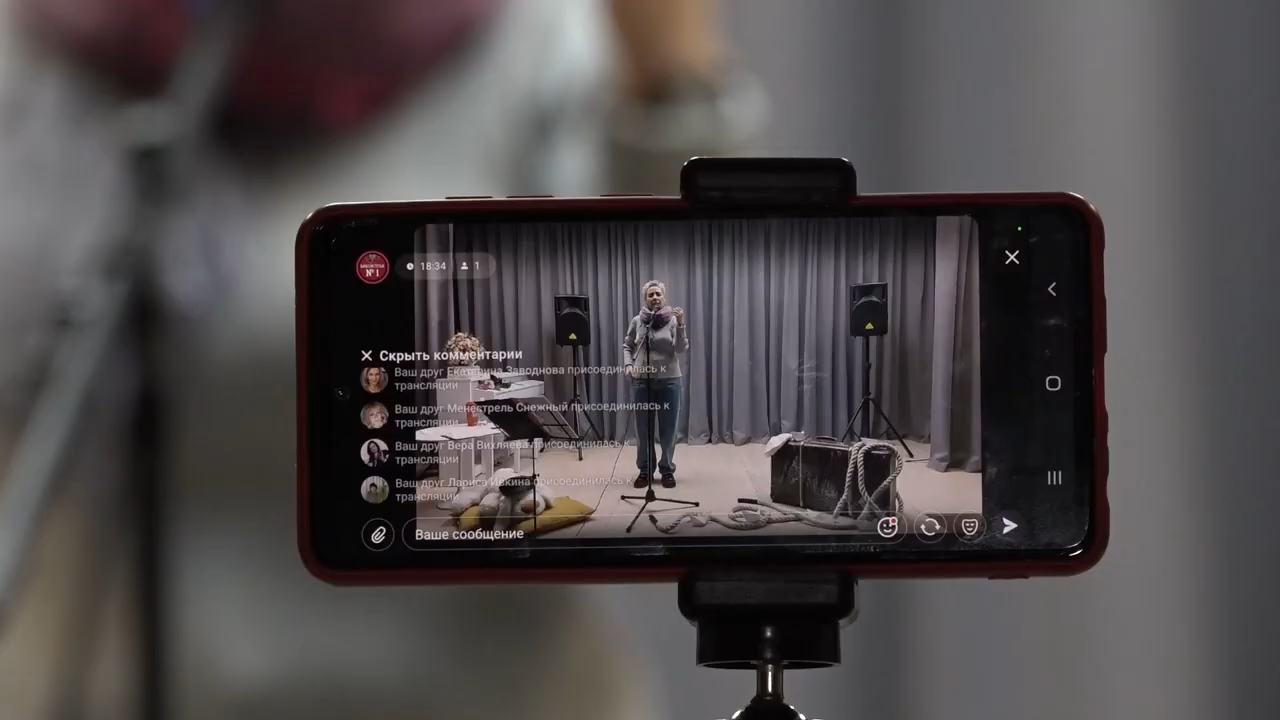 №1
18:34 1
Скрыть комментарии
Ваш друг Екатерина Заводнова присоединилась к
трансляции
Ваш друг Менестрель Снежный присоединилась к
трансляции
Ваш друг Вера Вихляева присоединилась к
трансляции
Ваш друг Лариса Ивкина присоединилась к
трансляции
Ваше сообщение